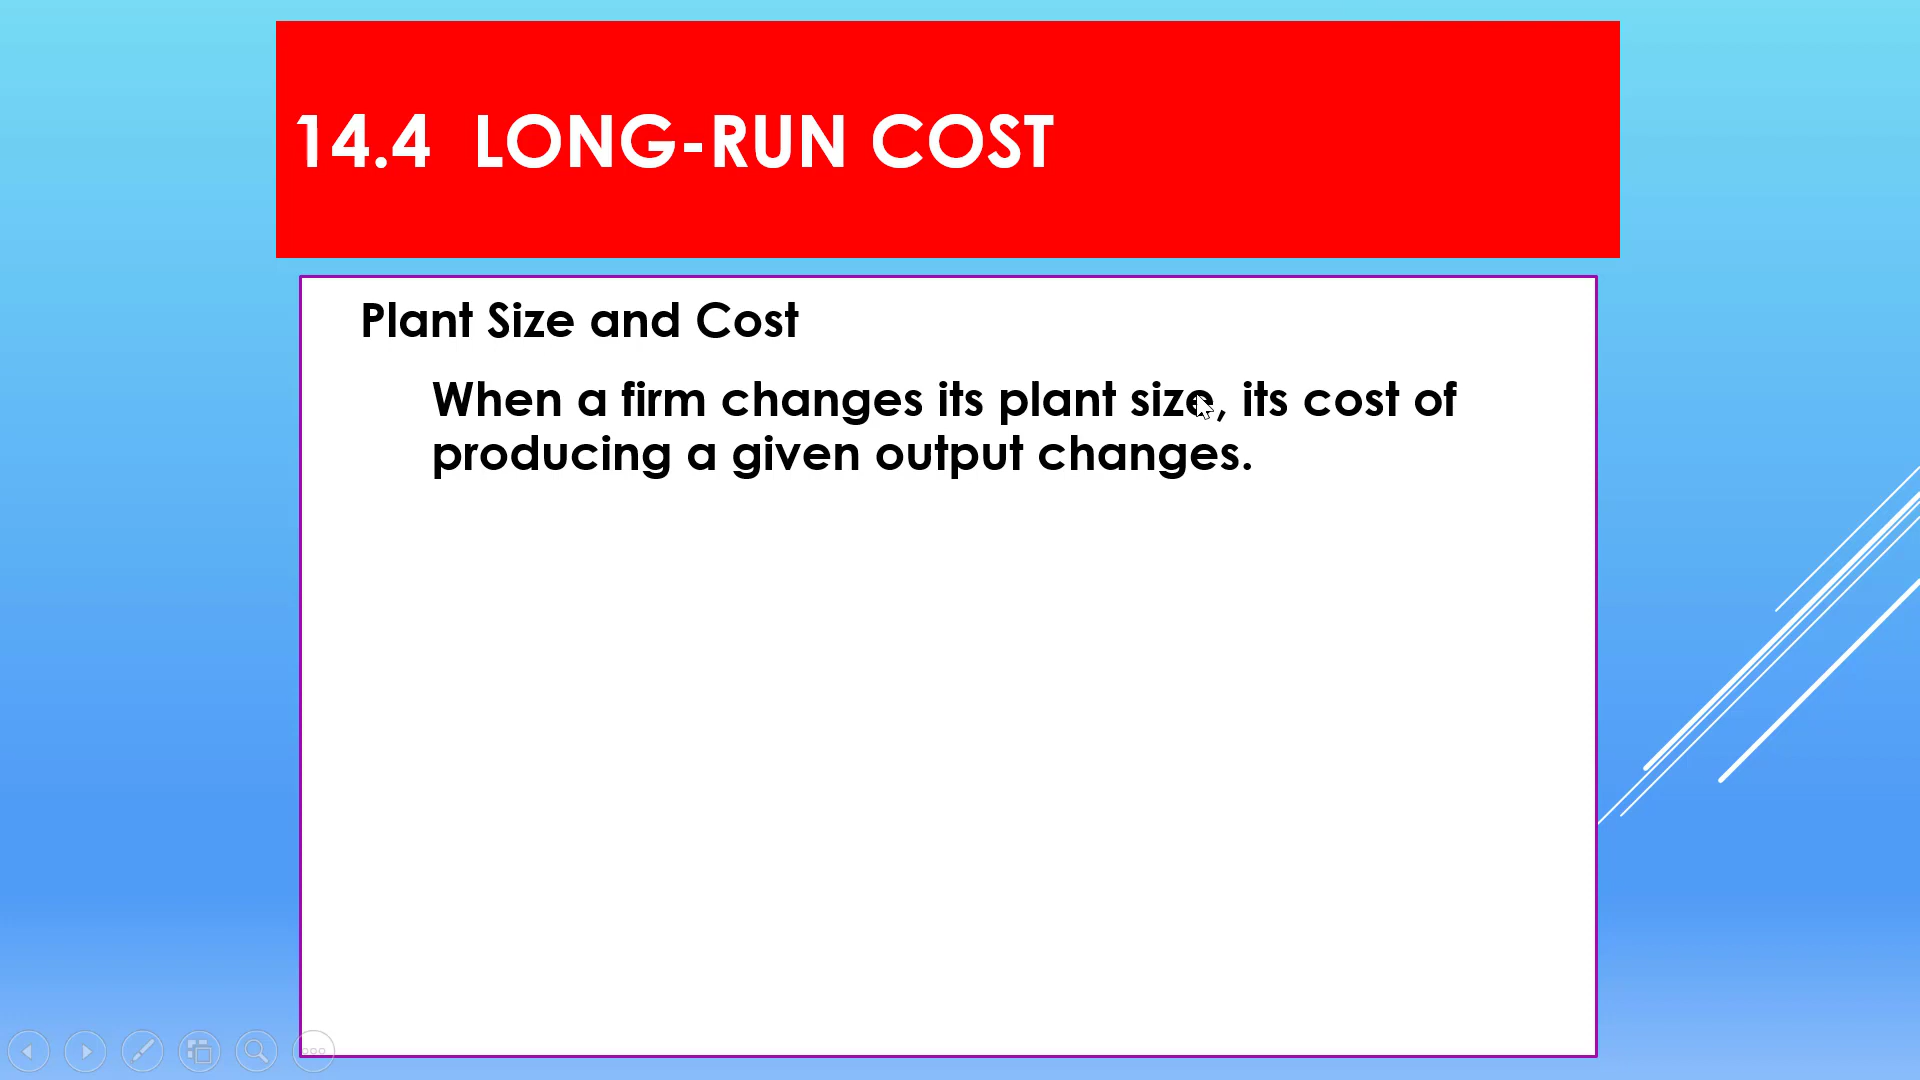 14.4 LONG-RUN COST
Plant Size and Cost
When a firm changes its plant size, its cost of
producing a given output changes.